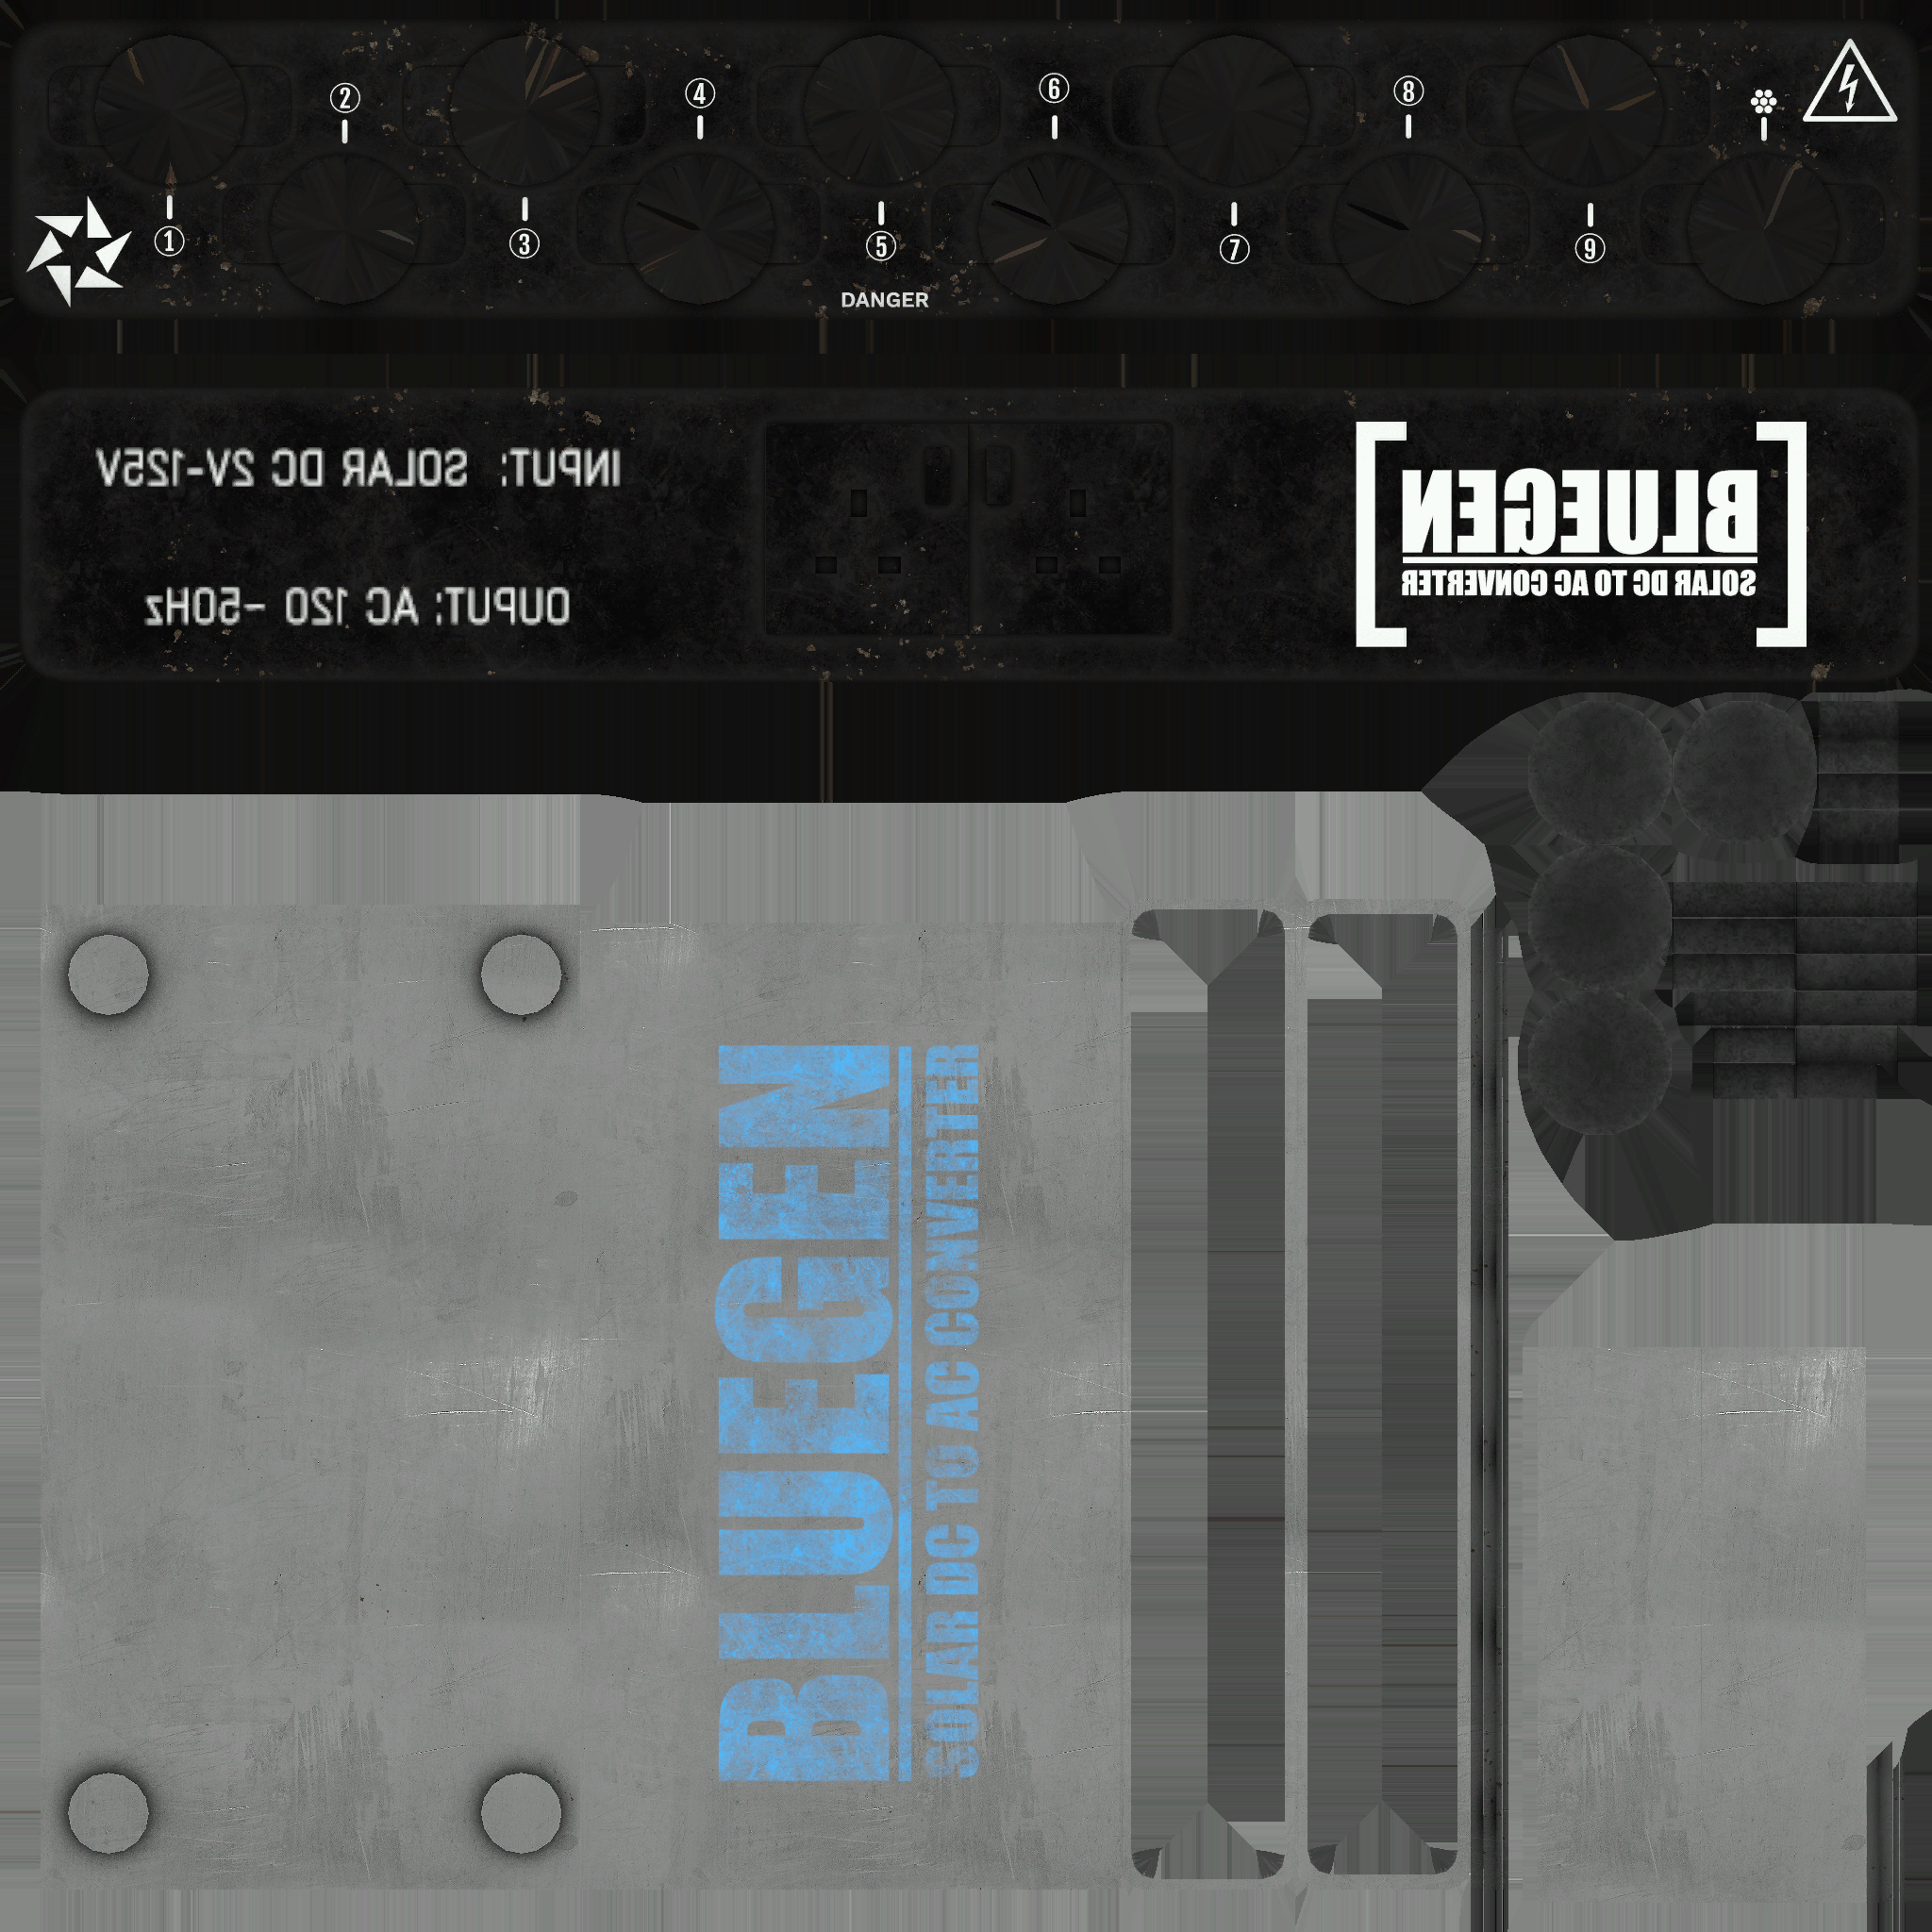 2 4 6 8
1 3 5 7 9
DANGER
INPUT: SOLAR DC 2V-125V
OUPUT: AC 120 -50Hz
BLUEGEN
SOLAR DC TO AC CONVERTER
BLUEGEN
SOLAR DC TO AC CONVERTER